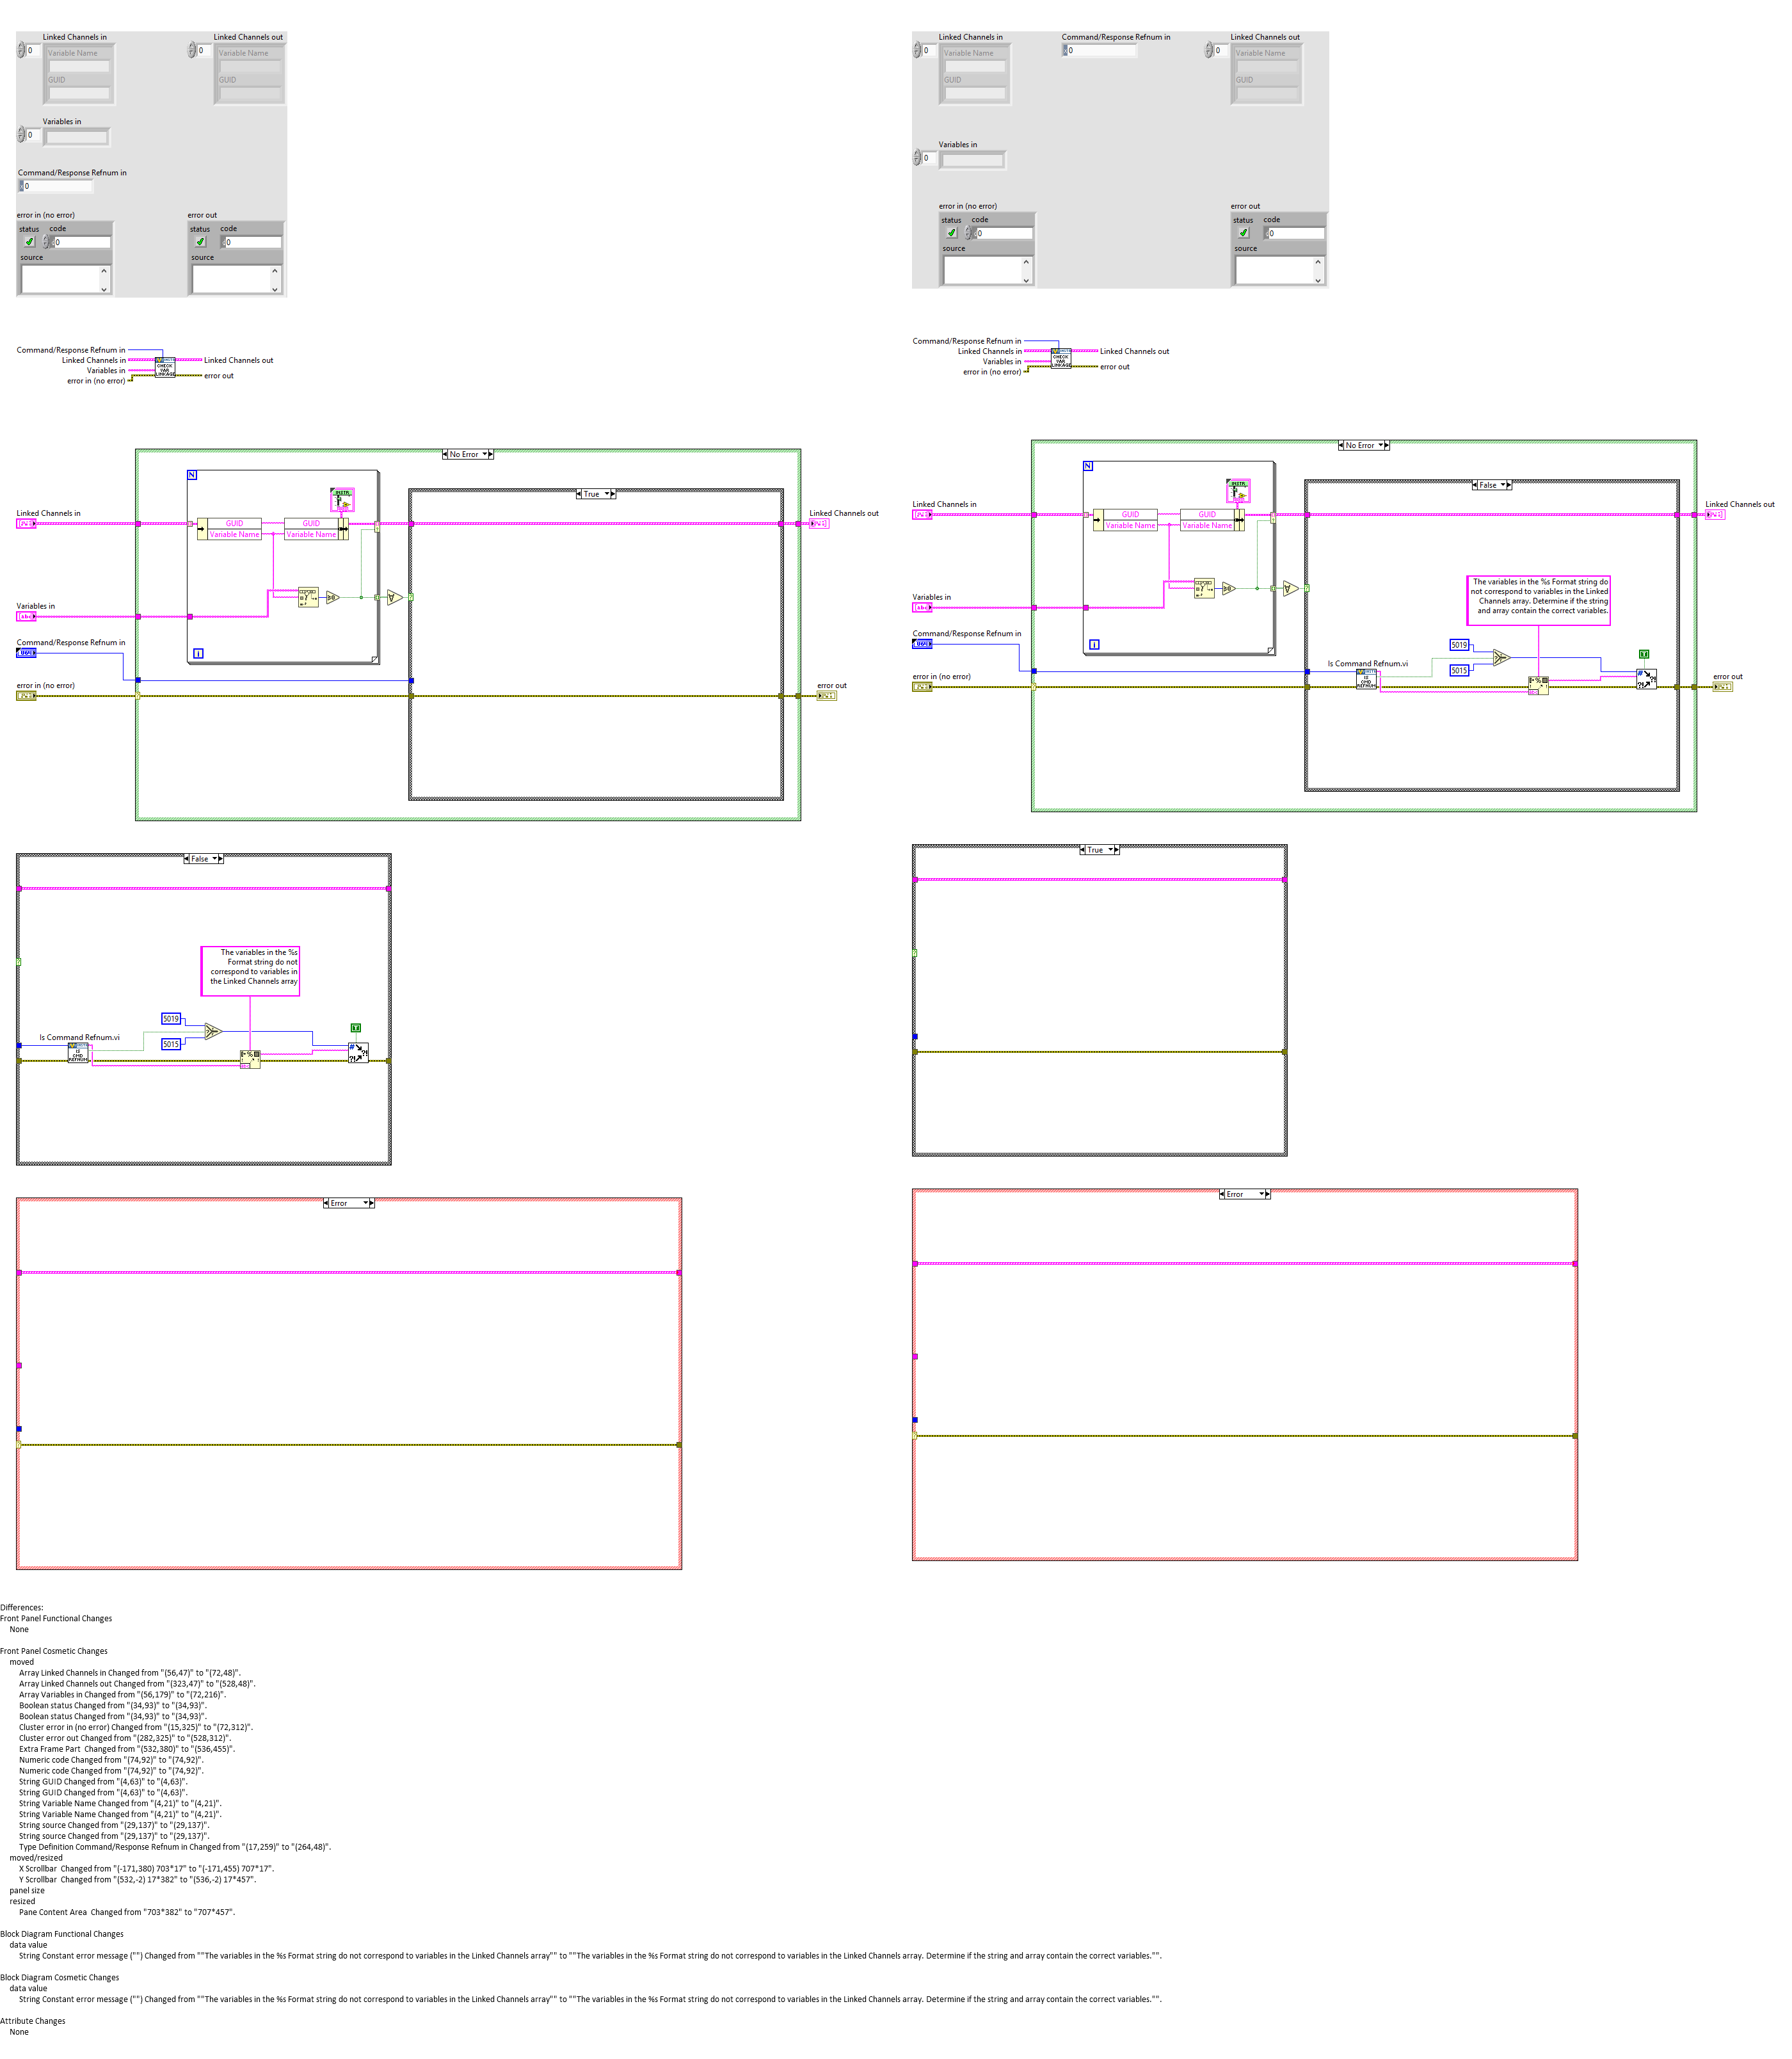 Linked Channels in
0
Variable Name
GUID
Linked Channels out
0
Variable Name
GUID
Variables in
0
Command/Response Refnum in
0
error in (no error)
status
code
0
source
error out
status
code
0
source
Linked Channels in
0
Variable Name
GUID
Command/Response Refnum in
0
Linked Channels out
0
Variable Name
GUID
Variables in
0
error in (no error)
status
code
0
source
error out
status
code
0
source
Command/Response Refnum in
Linked Channels in
Variables in
error in (no error)
CHECK
VAR
LINKAGE
Linked Channels out
error out
Command/Response Refnum in
Linked Channels in
Variables in
error in (no error)
CHECK
VAR
LINKAGE
Linked Channels out
error out
No Error
N
True
Linked Channels in
GUID
Variable Name
GUID
Variable Name
Linked Channels out
Variables in
Command/Response Refnum in
i
error in (no error)
error out
No Error
N
False
Linked Channels in
GUID
Variable Name
GUID
Variable Name
Linked Channels out
The variables in the %s Format string do
not correspond to variables in the Linked
Channels array. Determine if the string
and array contain the correct variables.
Variables in
Command/Response Refnum in
i
5019
5015
Is Command Refnum.vi
IS
CMD
REFNUM
error in (no error)
error out
False
The variables in the %s
Format string do not
correspond to variables in
the Linked Channels array
5019
5015
Is Command Refnum.vi
IS
CMD
REFNUM
True
Error
Error
Differences:
Front Panel Functional Changes
None
Front Panel Cosmetic Changes
moved
Array Linked Channels in Changed from "(56,47)" to "(72,48)".
Array Linked Channels out Changed from "(323,47)" to "(528,48)".
Array Variables in Changed from "(56,179)" to "(72,216)".
Boolean status Changed from "(34,93)" to "(34,93)".
Boolean status Changed from "(34,93)" to "(34,93)".
Cluster error in (no error) Changed from "(15,325)" to "(72,312)".
Cluster error out Changed from "(282,325)" to "(528,312)".
Extra Frame Part  Changed from "(532,380)" to "(536,455)".
Numeric code Changed from "(74,92)" to "(74,92)".
Numeric code Changed from "(74,92)" to "(74,92)".
String GUID Changed from "(4,63)" to "(4,63)".
String GUID Changed from "(4,63)" to "(4,63)".
String Variable Name Changed from "(4,21)" to "(4,21)".
String Variable Name Changed from "(4,21)" to "(4,21)".
String source Changed from "(29,137)" to "(29,137)".
String source Changed from "(29,137)" to "(29,137)".
Type Definition Command/Response Refnum in Changed from "(17,259)" to "(264,48)".
moved/resized
X Scrollbar  Changed from "(-171,380) 703*17" to "(-171,455) 707*17".
Y Scrollbar  Changed from "(532,-2) 17*382" to "(536,-2) 17*457".
panel size
resized
Pane Content Area  Changed from "703*382" to "707*457".
Block Diagram Functional Changes
data value
String Constant error message ("") Changed from ""The variables in the %s Format string do not correspond to variables in the Linked Channels array"" to ""The variables in the %s Format string do not correspond to variables in the Linked Channels array. Determine if the string and array contain the correct variables."".
Block Diagram Cosmetic Changes
data value
String Constant error message ("") Changed from ""The variables in the %s Format string do not correspond to variables in the Linked Channels array"" to ""The variables in the %s Format string do not correspond to variables in the Linked Channels array. Determine if the string and array contain the correct variables."".
Attribute Changes
None